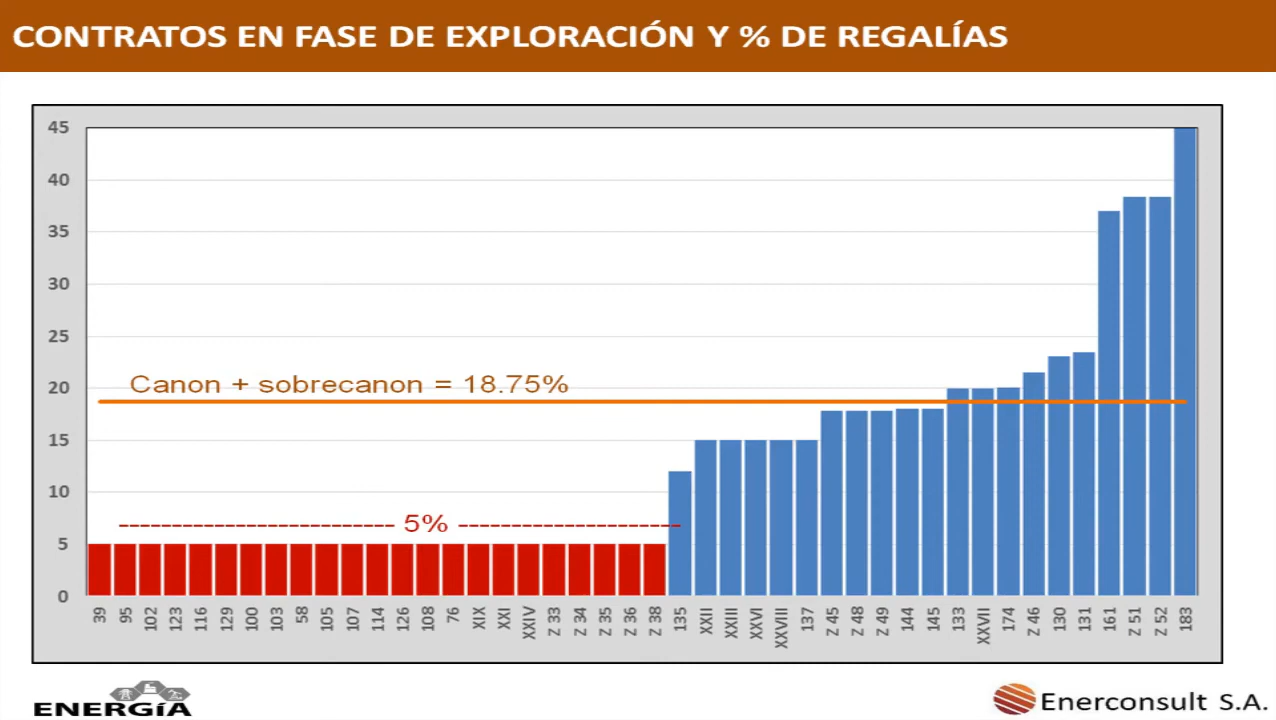 CONTRATOS EN FASE DE EXPLORACIÓN Y % DE REGALÍAS
45
40
35
30
25
20
15
10
5
0
Canon + sobrecanon = 18.75%
-------------------------- 5% ---------------------
39 95 102 123 116 129 100 103 58 105 107 114 126 108 76 XIX XXI XXIV Z 33 Z 34 Z 35 Z 36 Z 38 135 XXII XXIII XXVI XXVIII 137 Z 45 Z 48 Z 49 144 145 133 XXVII 174 Z 46 130 131 161 Z 51 Z 52 183
ENERGÍA
Enerconsult S.A.